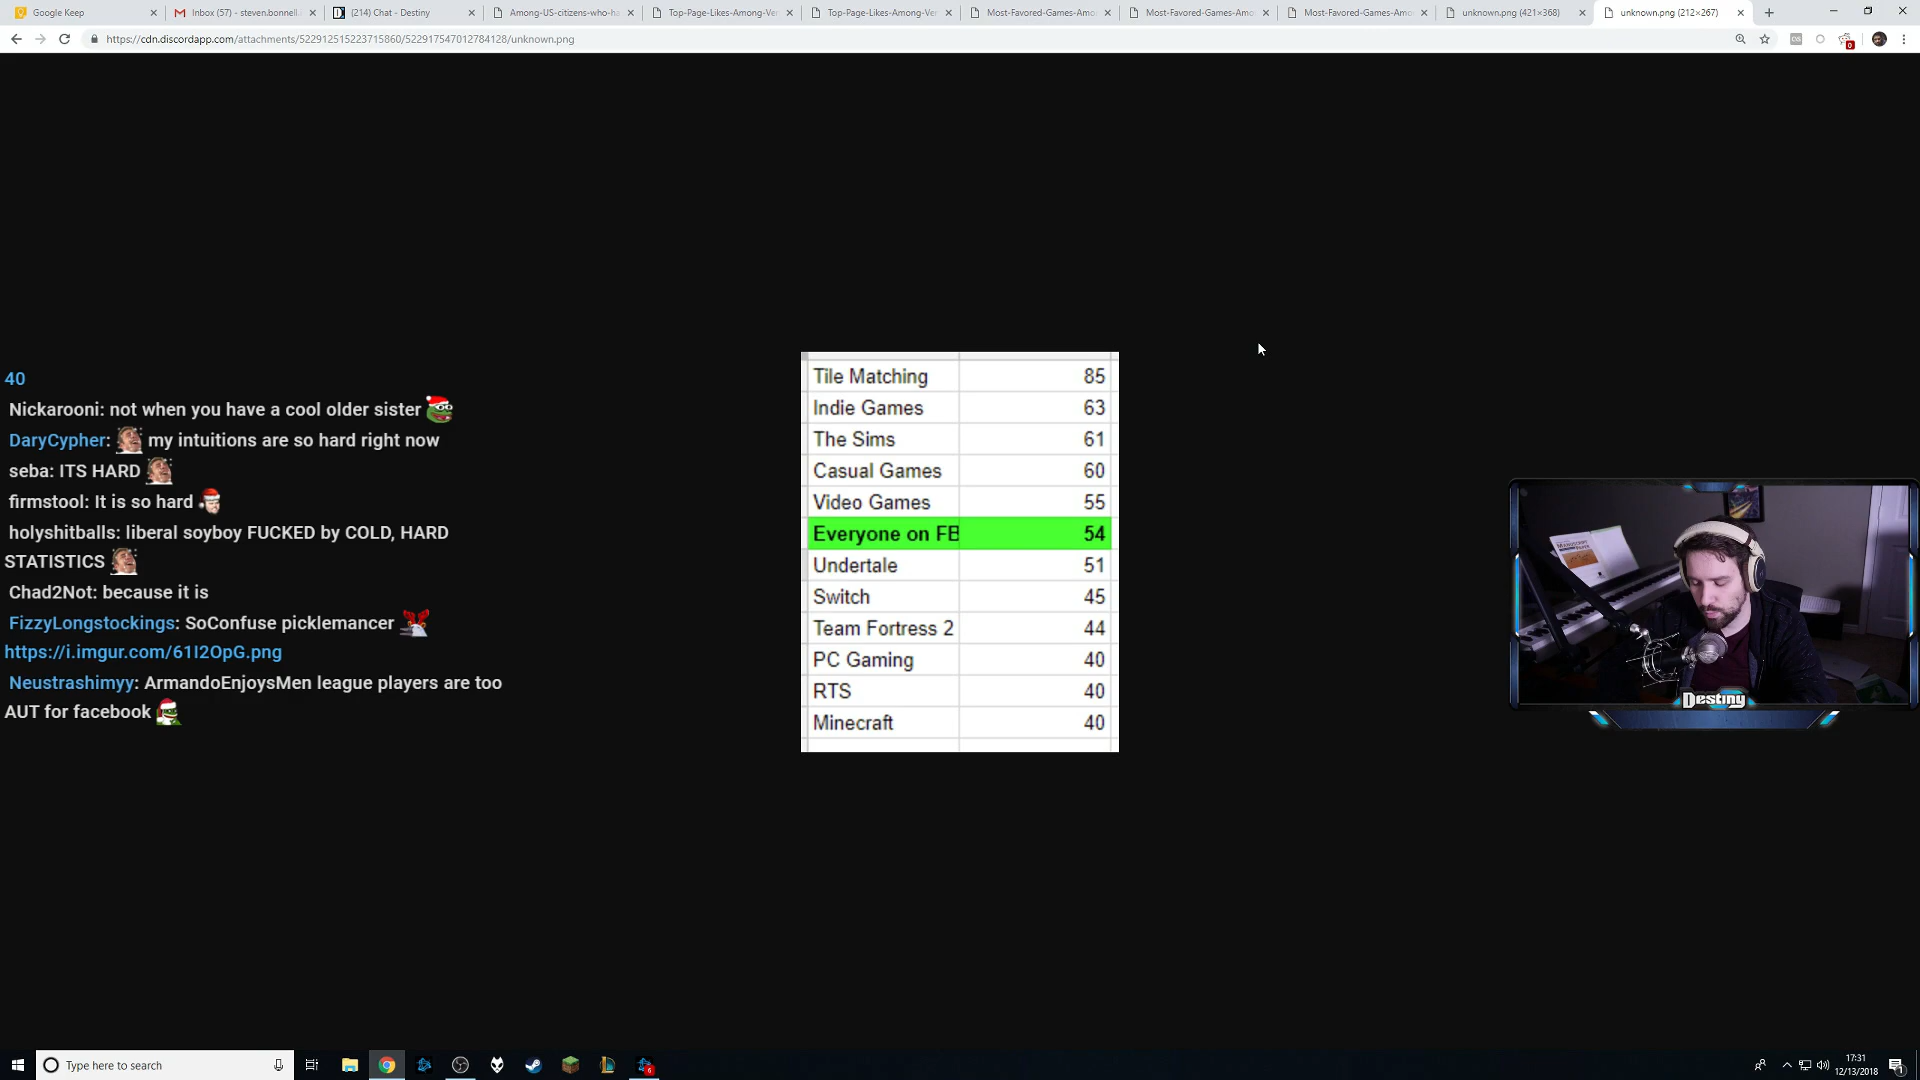 Google Keep
Inbox (57) - steven.bonnell
(214) Chat - Destiny
Among-US-citizens-who-ha
Top-Page-Likes-Among-Ver
Top-Page-Likes-Among-Ver
Most-Favored-Games-Amo
Most-Favored-Games-Amo
Most-Favored-Games-Amo
unknown.png (421×368)
unknown.png (212×267)
https://cdn.discordapp.com/attachments/522912515223715860/522917547012784128/unknown.png
40
Nickarooni: not when you have a cool older sister
DaryCypher: my intuitions are so hard right now
seba: ITS HARD
firmstool: It is so hard
holyshitballs: liberal soyboy FUCKED by COLD, HARD
STATISTICS
Chad2Not: because it is
FizzyLongstockings: SoConfuse picklemancer
https://i.imgur.com/61I2OpG.png
Neustrashimyy: ArmandoEnjoysMen league players are too
AUT for facebook
Tile Matching 85
Indie Games 63
The Sims 61
Casual Games 60
Video Games 55
Everyone on FB 54
Undertale 51
Switch 45
Team Fortress 2 44
PC Gaming 40
RTS 40
Minecraft 40
Destiny
Type here to search
17:31
12/13/2018